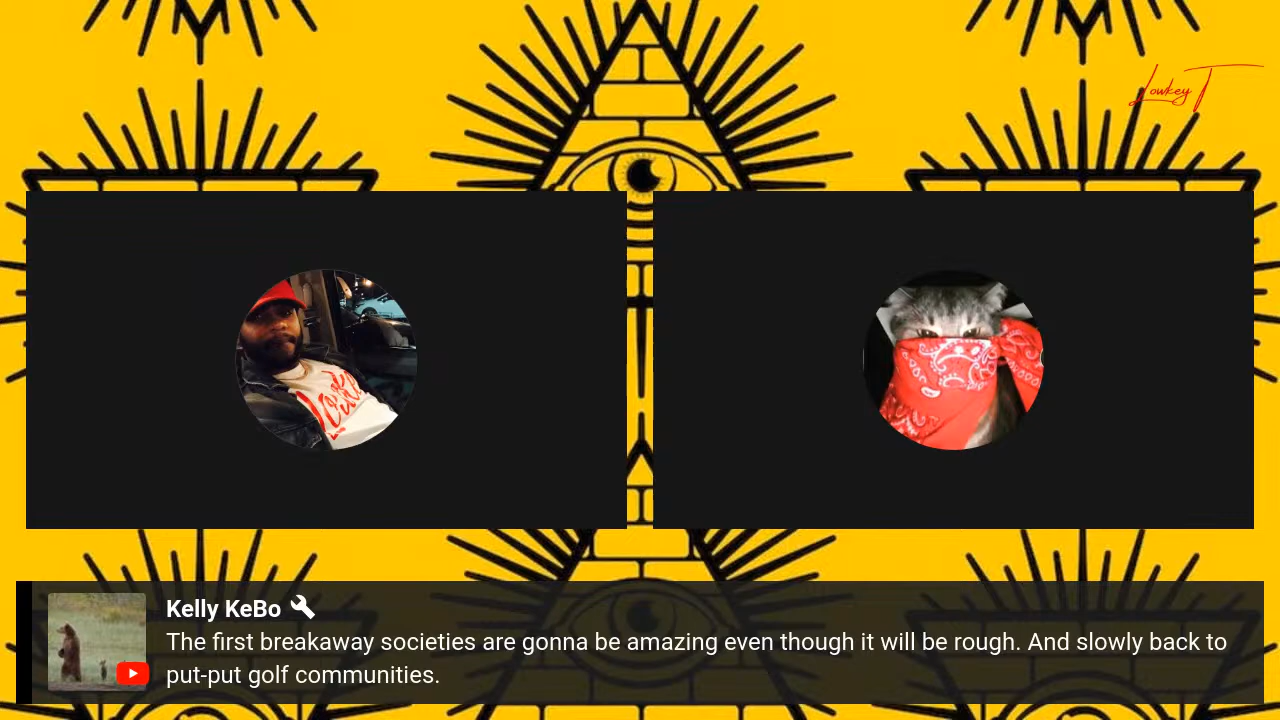 Lowkey T
Kelly KeBo
The first breakaway societies are gonna be amazing even though it will be rough. And slowly back to
put-put golf communities.